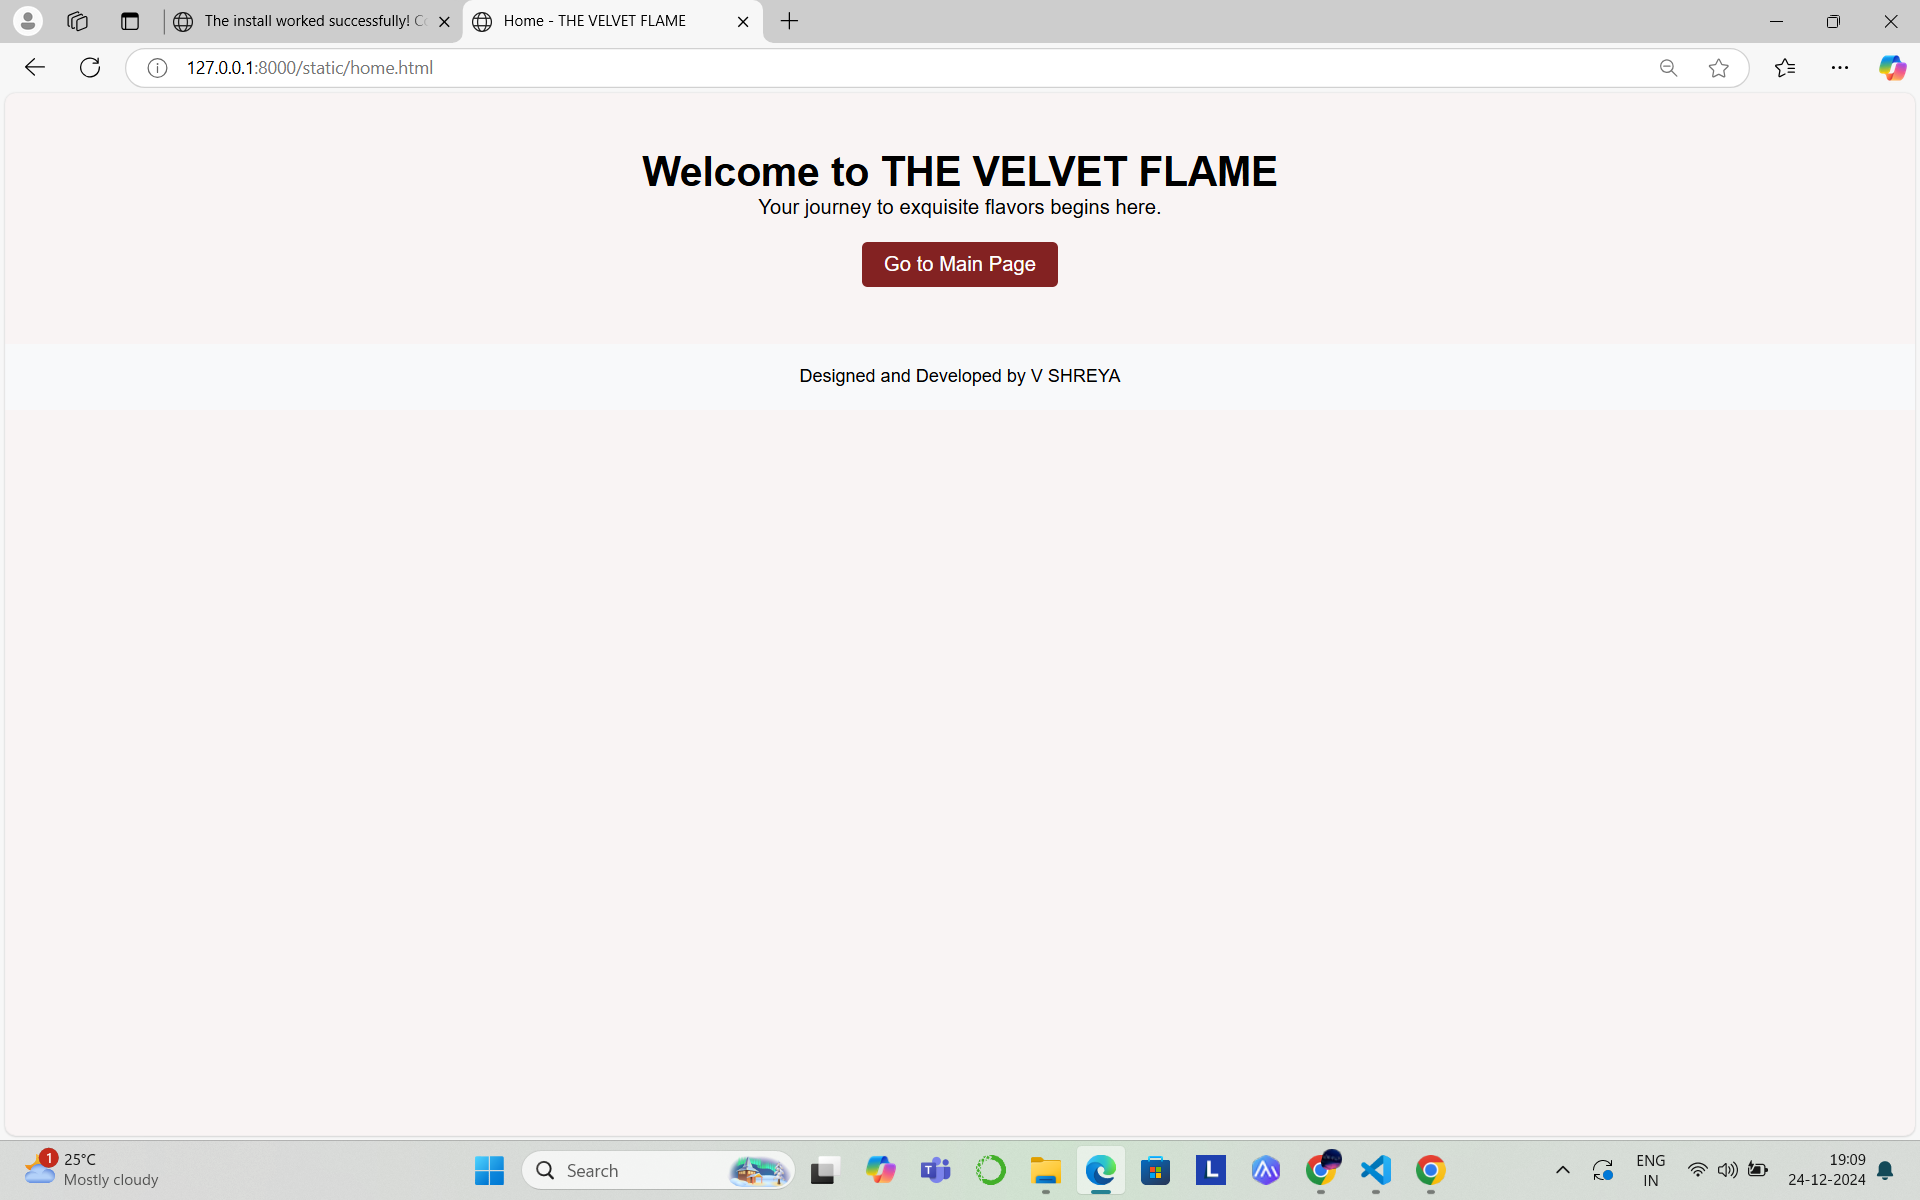 The install worked successfully! C
Home - THE VELVET FLAME
127.0.0.1:8000/static/home.html
Welcome to THE VELVET FLAME
Your journey to exquisite flavors begins here.
Go to Main Page
Designed and Developed by V SHREYA
1
25°C
Mostly cloudy
Search
T
L
ENG
IN
19:09
24-12-2024